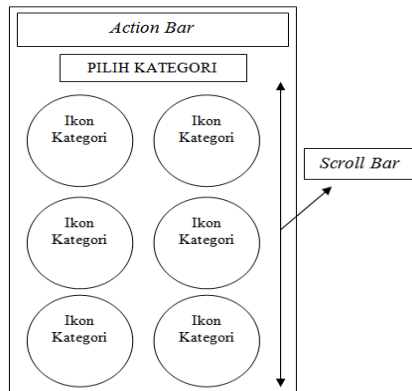 Action Bar
PILIH KATEGORI
Ikon
Kategori
Ikon
Kategori
Scroll Bar
Ikon
Kategori
Ikon
Kategori
Ikon
Kategori
Ikon
Kategori